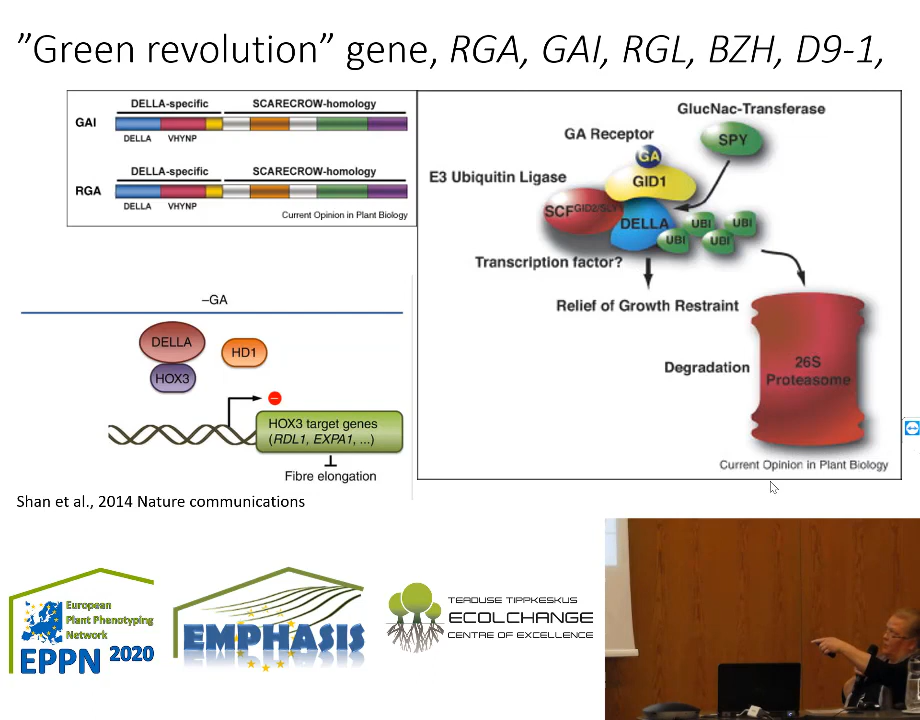 ”Green revolution” gene, RGA, GAI, RGL, BZH, D9-1,
DELLA-specific SCARECROW-homology
GAI
DELLA VHYNP
DELLA-specific SCARECROW-homology
RGA
DELLA VHYNP
Current Opinion in Plant Biology
GlucNac-Transferase
GA Receptor
SPY
GA
E3 Ubiquitin Ligase
GID1
SCF GID2/SLY
DELLA
UBI
UBI
UBI
UBI
Transcription factor?
Relief of Growth Restraint
Degradation
26S
Proteasome
Current Opinion in Plant Biology
–GA
DELLA
HD1
HOX3
HOX3 target genes
(RDL1, EXPA1, ...)
Fibre elongation
Shan et al., 2014 Nature communications
European
Plant Phenotyping
Network
EPPN 2020
EMPHASIS
TEADUSE TIPPKESKUS
ECOLCHANGE
CENTRE OF EXCELLENCE